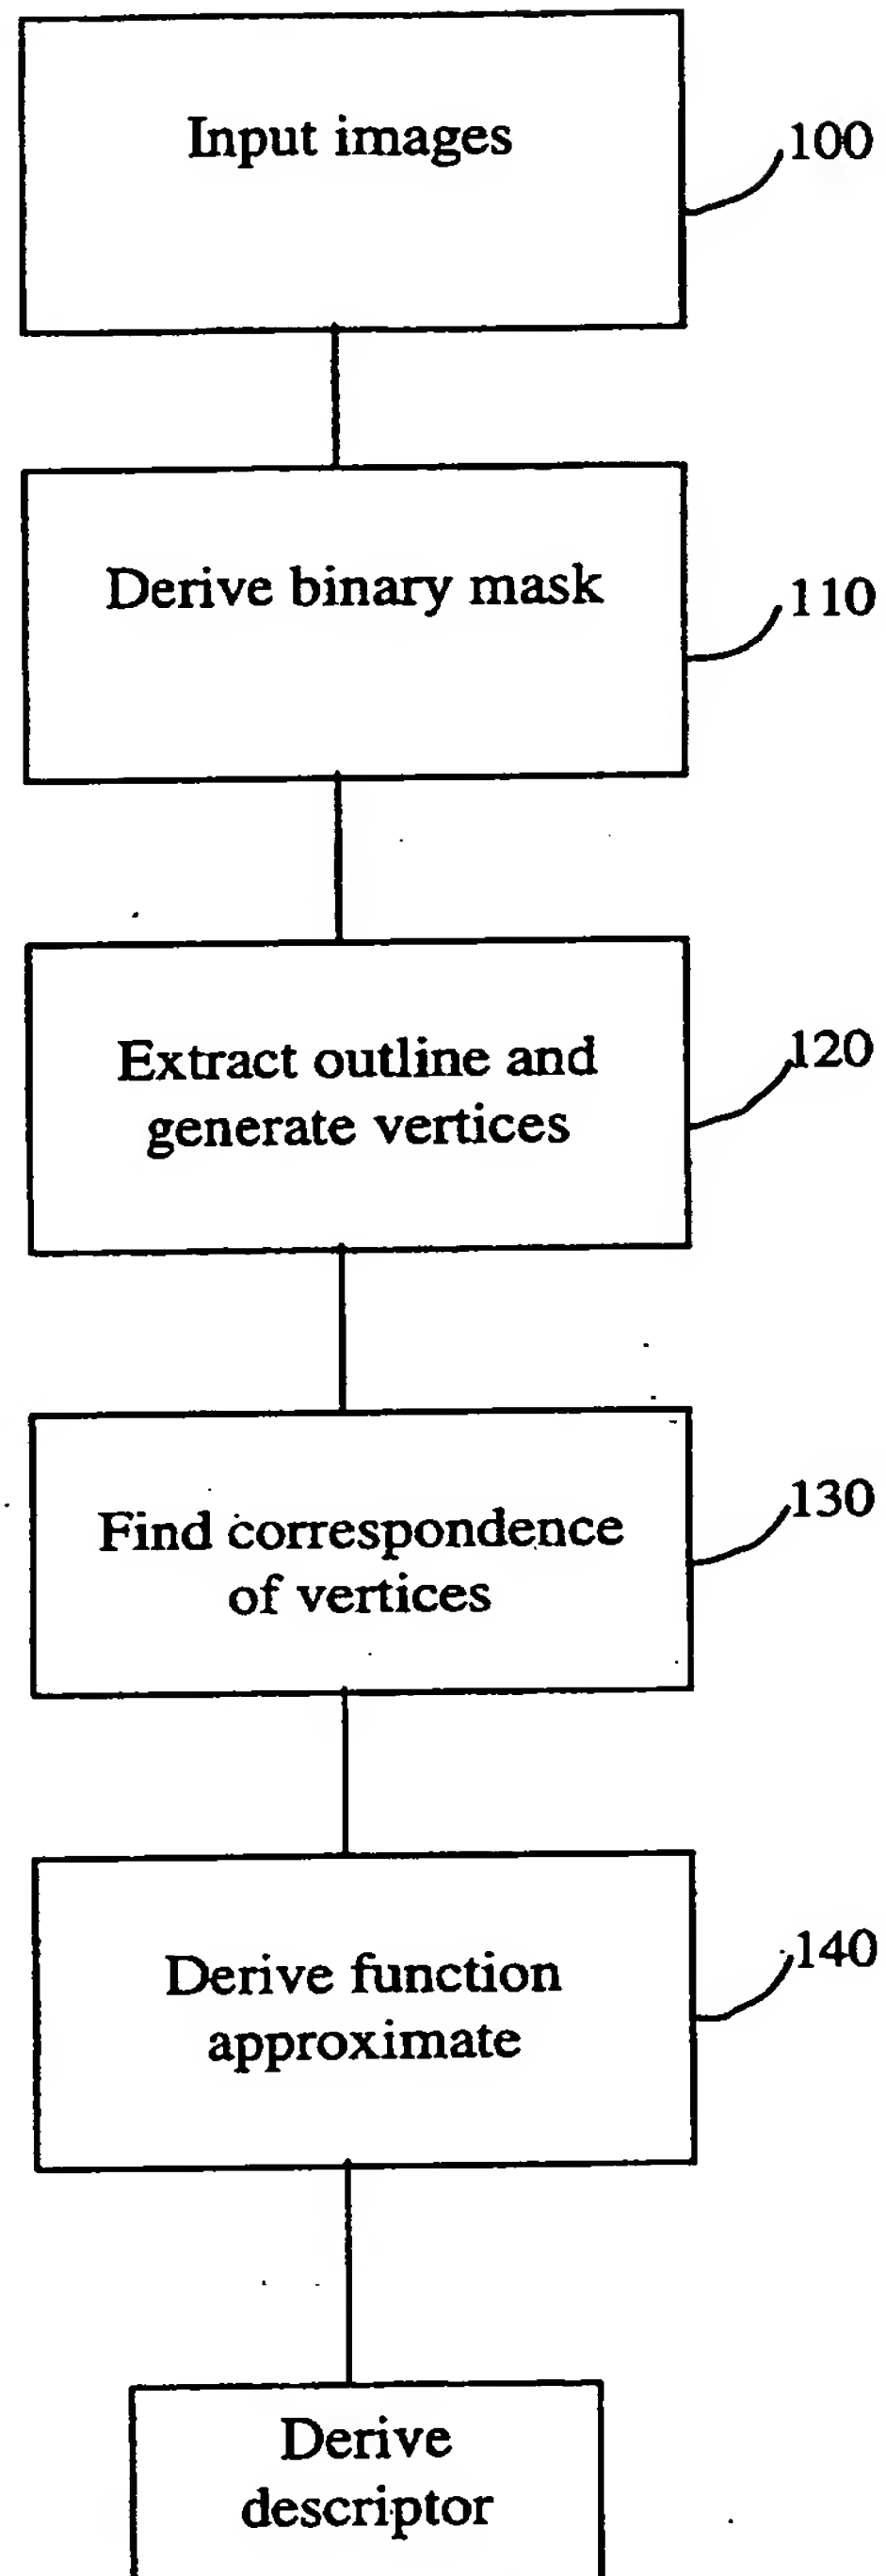 Input images
100
Derive binary mask
110
Extract outline and
generate vertices
120
Find correspondence
of vertices
130
Derive function
approximate
140
Derive
descriptor